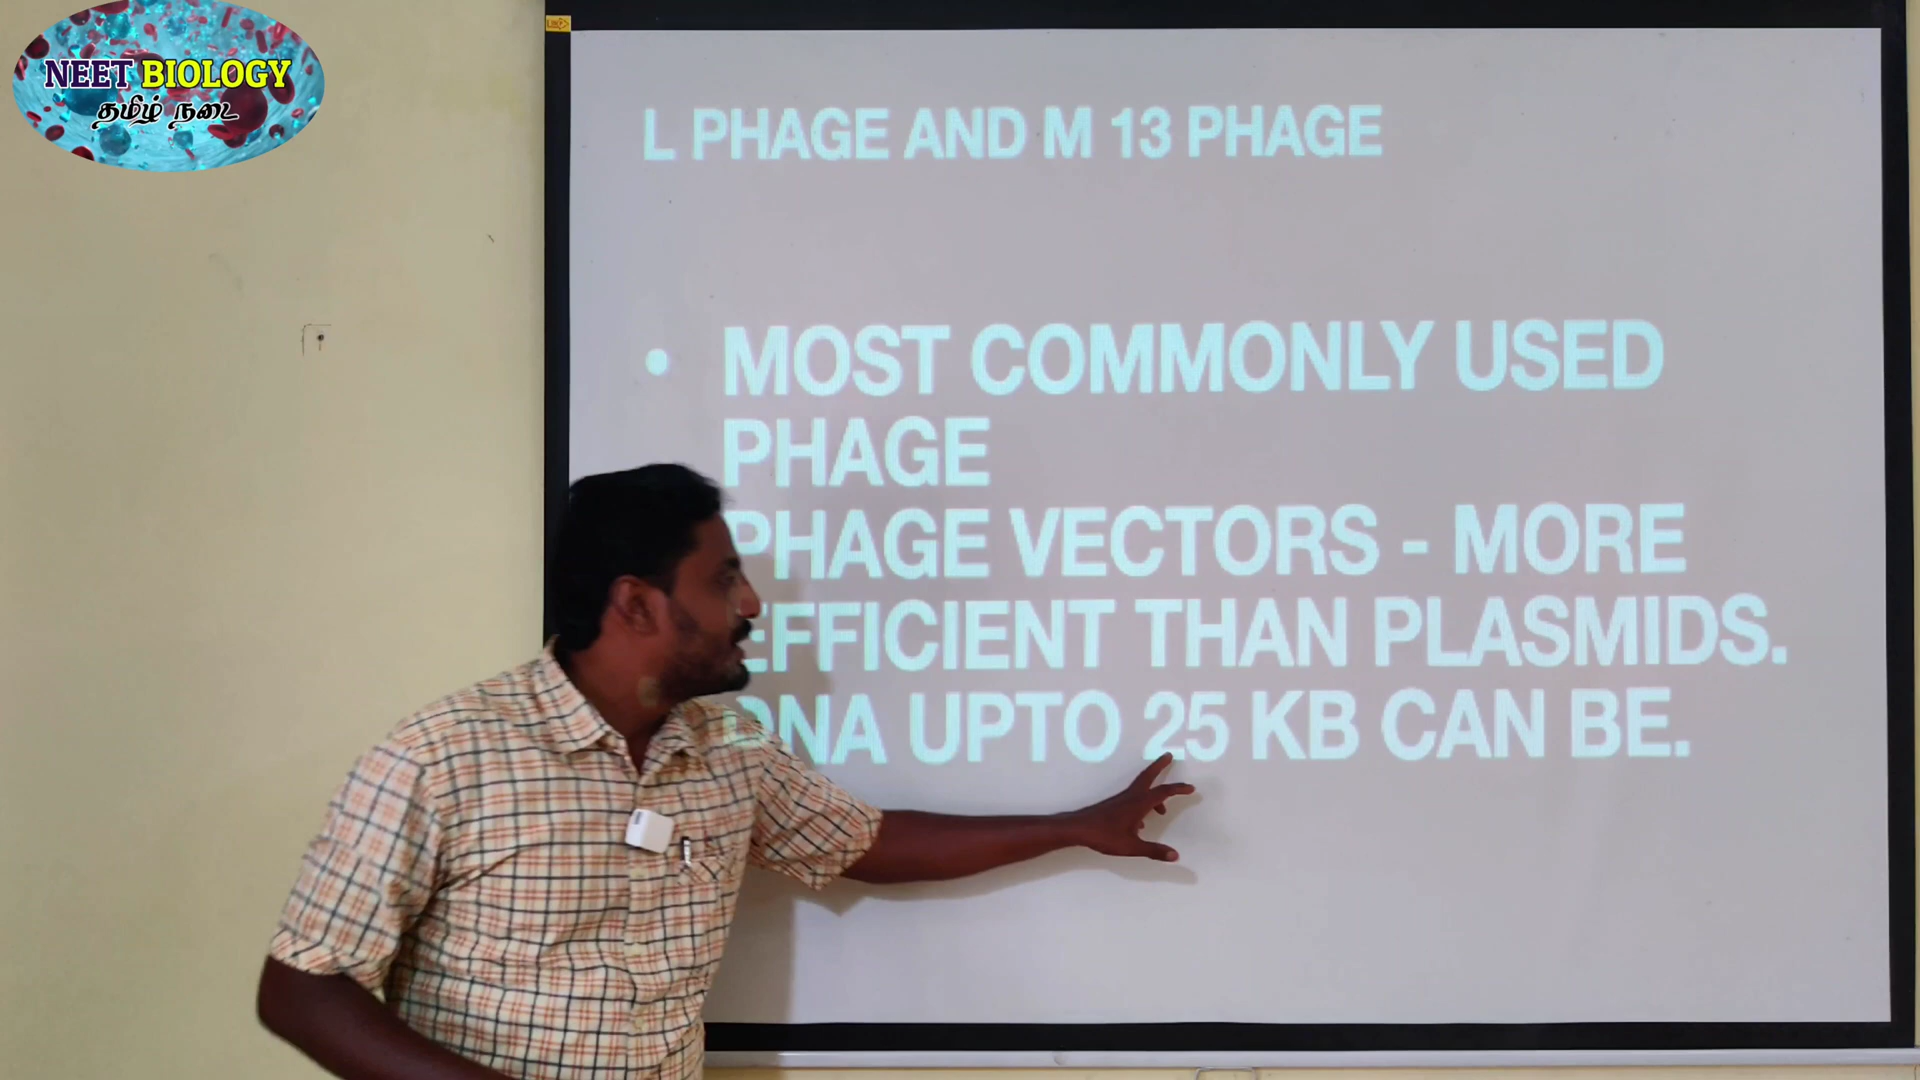 NEET BIOLOGY
தமிழ் நடை
L PHAGE AND M 13 PHAGE
• MOST COMMONLY USED
PHAGE
PHAGE VECTORS - MORE
EFFICIENT THAN PLASMIDS.
DNA UPTO 25 KB CAN BE.